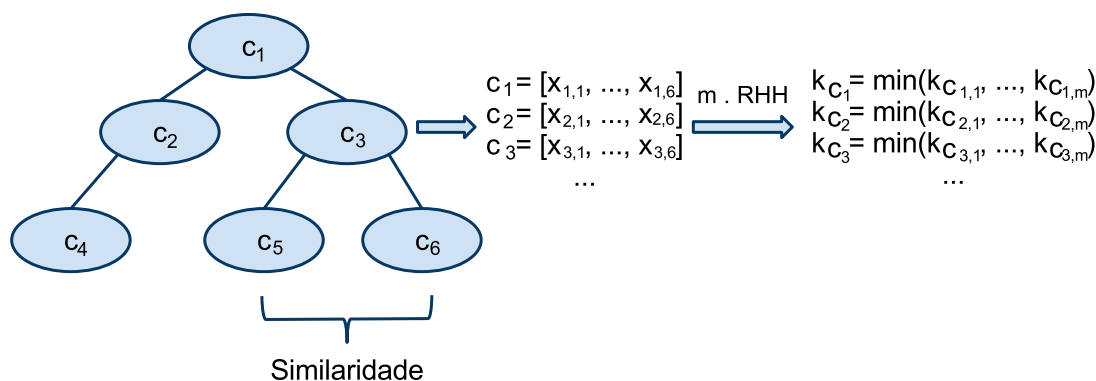 c1
c2
c3
c4
c5
c6
Similaridade
c1= [x1,1, ..., x1,6]
c2= [x2,1, ..., x2,6]
c3= [x3,1, ..., x3,6]
...
m . RHH
kc1= min(kc1,1, ..., kc1,m)
kc2= min(kc2,1, ..., kc2,m)
kc3= min(kc3,1, ..., kc3,m)
...